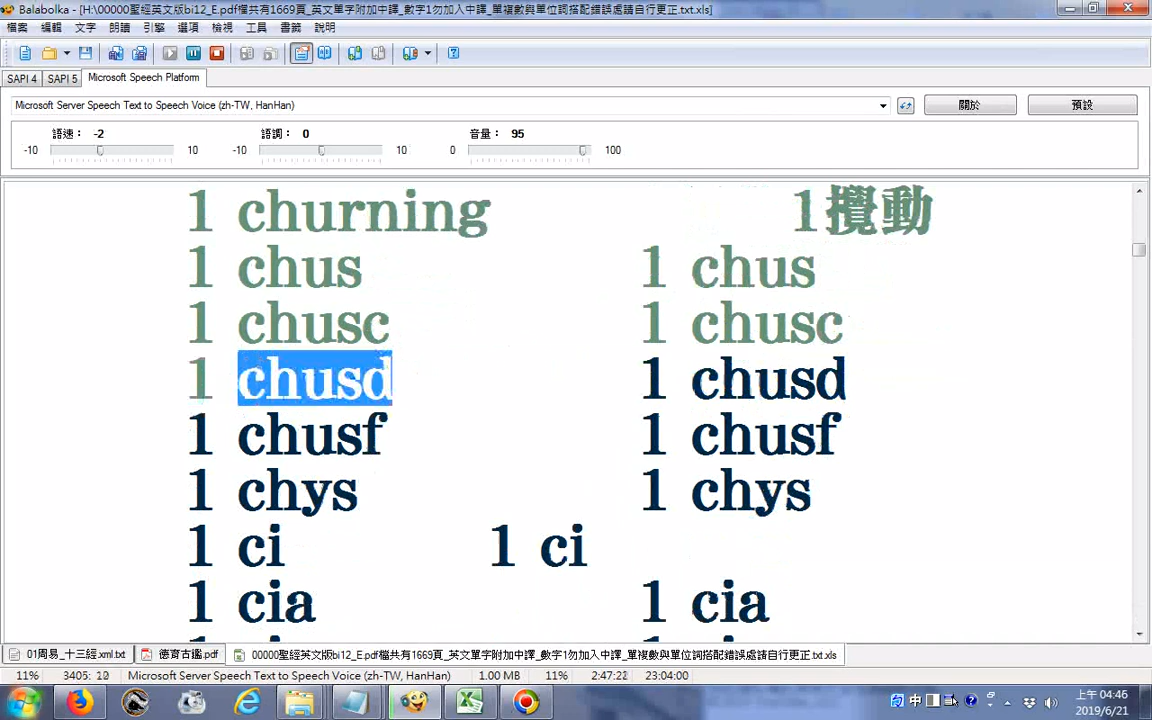 Balabolka - [H:\00000聖經英文版bi12_E.pdf檔共有1669頁_英文單字附加中譯_數字1勿加入中譯_單複數與單位詞搭配錯誤處請自行更正.txt.xls]
檔案 編輯 文字 朗讀 引擎 選項 檢視 工具 書籤 說明
SAPI 4 SAPI 5 Microsoft Speech Platform
Microsoft Server Speech Text to Speech Voice (zh-TW, HanHan) 關於 預設
語速： -2 語調： 0 音量： 95
-10 10 -10 10 0 100
1 churning 1攪動
1 chus 1 chus
1 chusc 1 chusc
1 chusd 1 chusd
1 chusf 1 chusf
1 chys 1 chys
1 ci 1 ci
1 cia 1 cia
01周易_十三經.xml.txt 德育古鑑.pdf 00000聖經英文版bi12_E.pdf檔共有1669頁_英文單字附加中譯_數字1勿加入中譯_單複數與單位詞搭配錯誤處請自行更正.txt.xls
11% 3405: 10 Microsoft Server Speech Text to Speech Voice (zh-TW, HanHan) 1.00 MB 11% 2:47:22 23:04:00
中 上午 04:46
2019/6/21